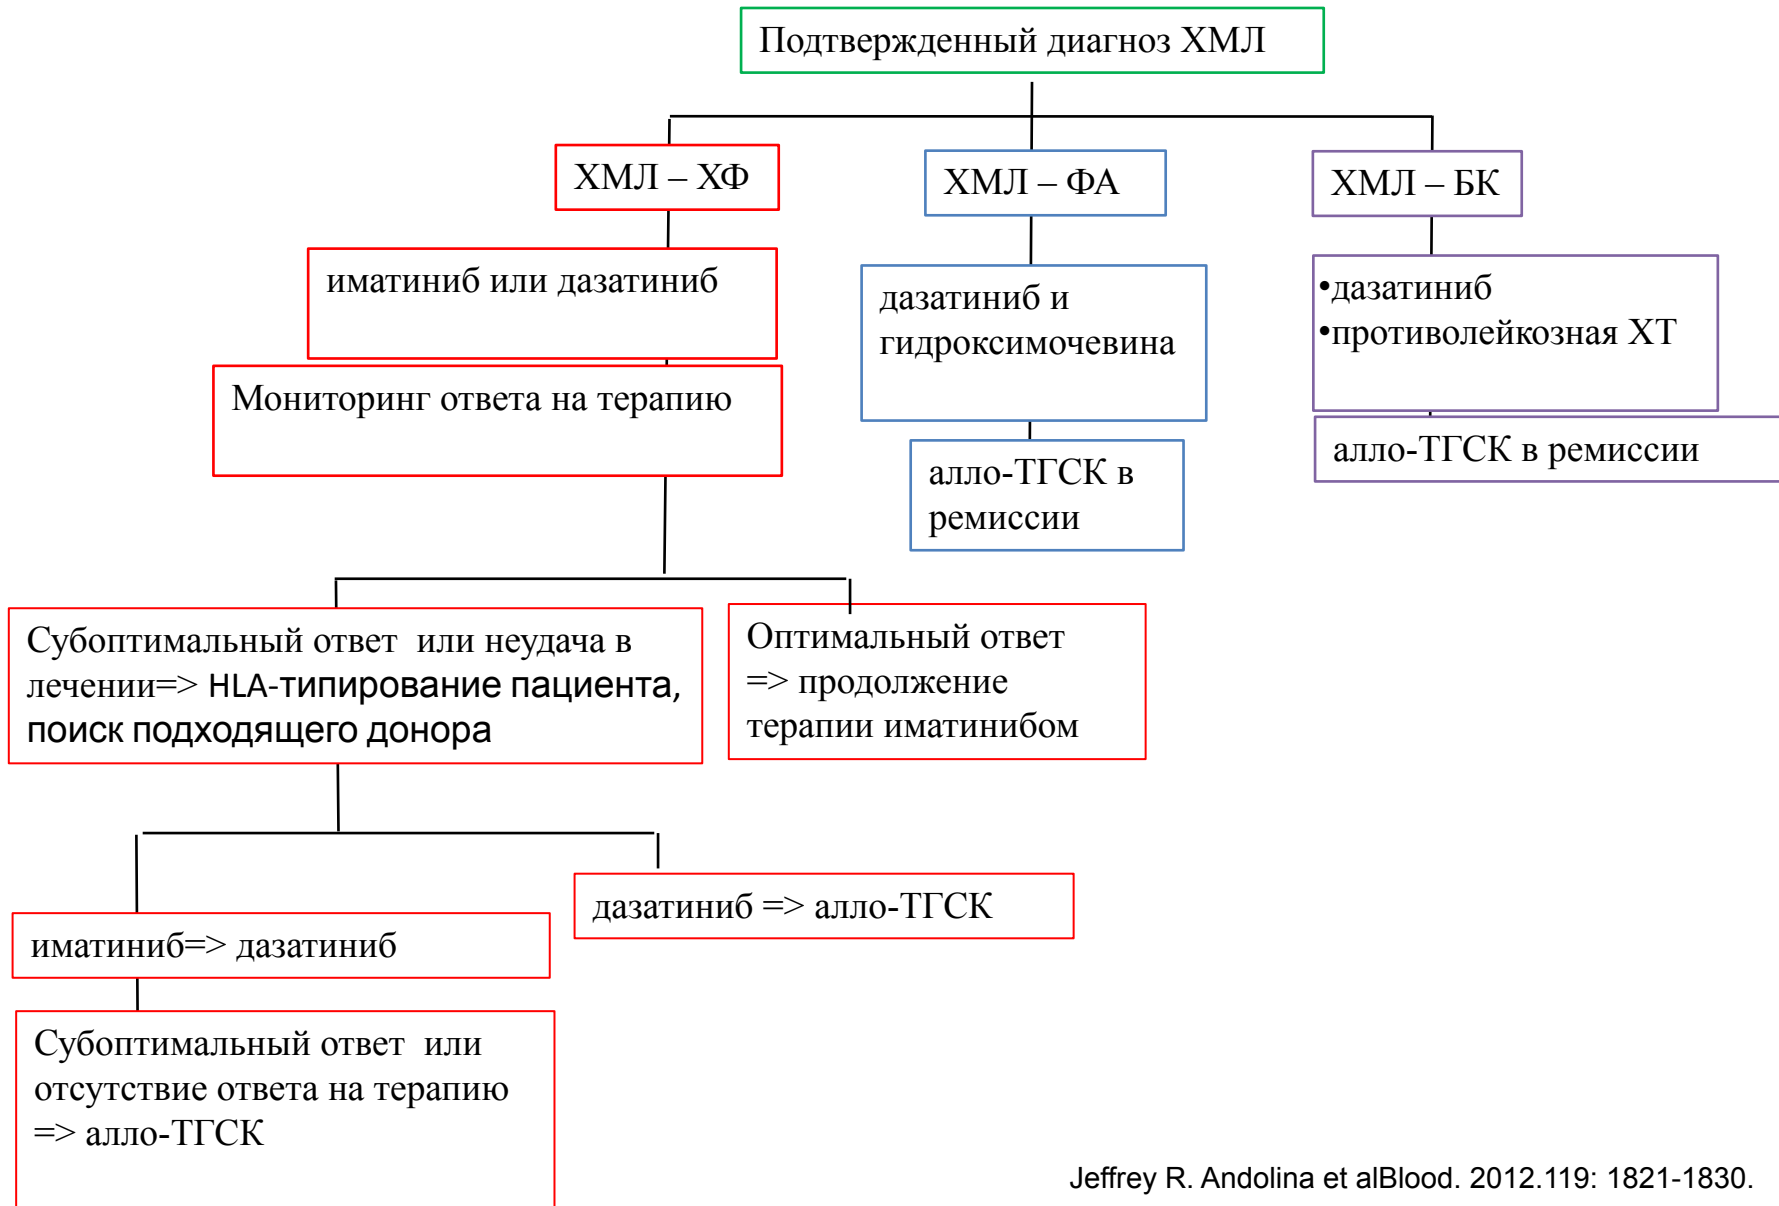 Подтвержденный диагноз ХМЛ
ХМЛ – ХФ
ХМЛ – ФА
ХМЛ – БК
иматиниб или дазатиниб
дазатиниб и
гидроксимочевина
•дазатиниб
•противолейкозная ХТ
Мониторинг ответа на терапию
алло-ТГСК в
ремиссии
алло-ТГСК в ремиссии
Субоптимальный ответ  или неудача в
лечении=> HLA-типирование пациента,
поиск подходящего донора
Оптимальный ответ
=> продолжение
терапии иматинибом
дазатиниб => алло-ТГСК
иматиниб=> дазатиниб
Субоптимальный ответ  или
отсутствие ответа на терапию
=> алло-ТГСК
Jeffrey R. Andolina et alBlood. 2012.119: 1821-1830.